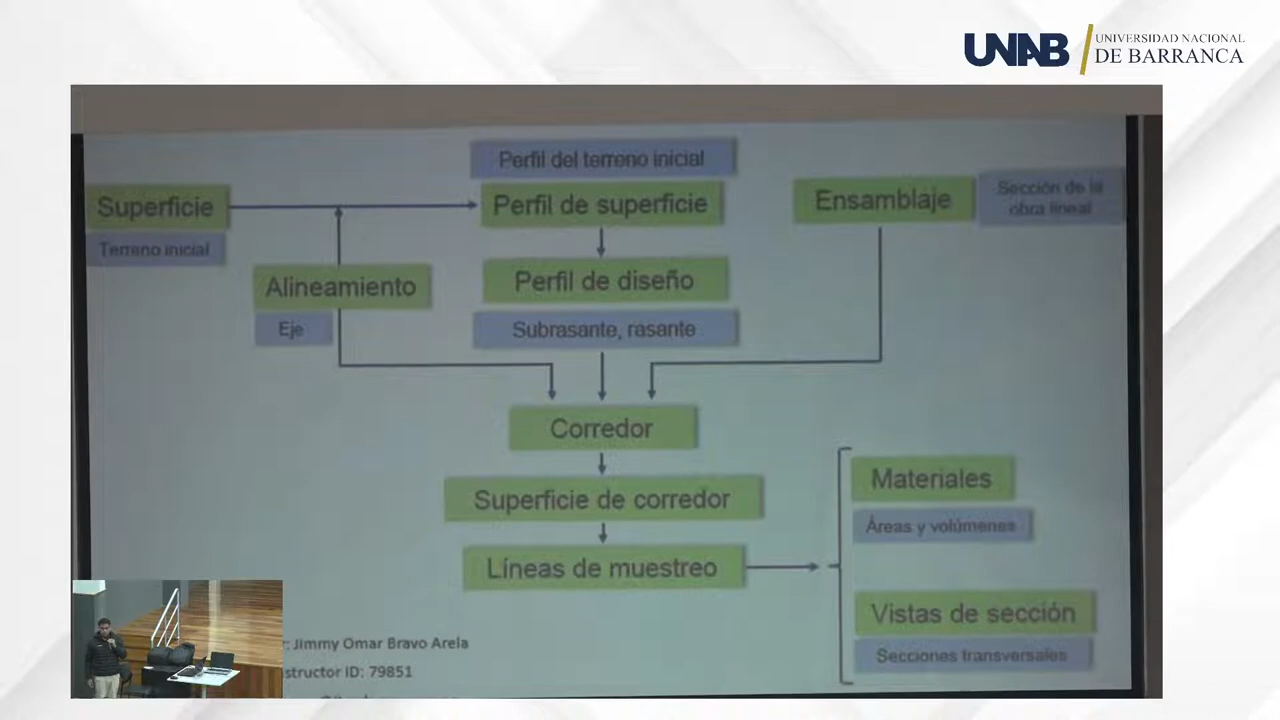 UNAB
UNIVERSIDAD NACIONAL
DE BARRANCA
Perfil del terreno inicial
Superficie
Perfil de superficie
Ensamblaje
Sección de la
obra lineal
Terreno inicial
Alineamiento
Perfil de diseño
Eje
Subrasante, rasante
Corredor
Superficie de corredor
Materiales
Áreas y volúmenes
Líneas de muestreo
Vistas de sección
Secciones transversales
: Jimmy Omar Bravo Arela
structor ID: 79851